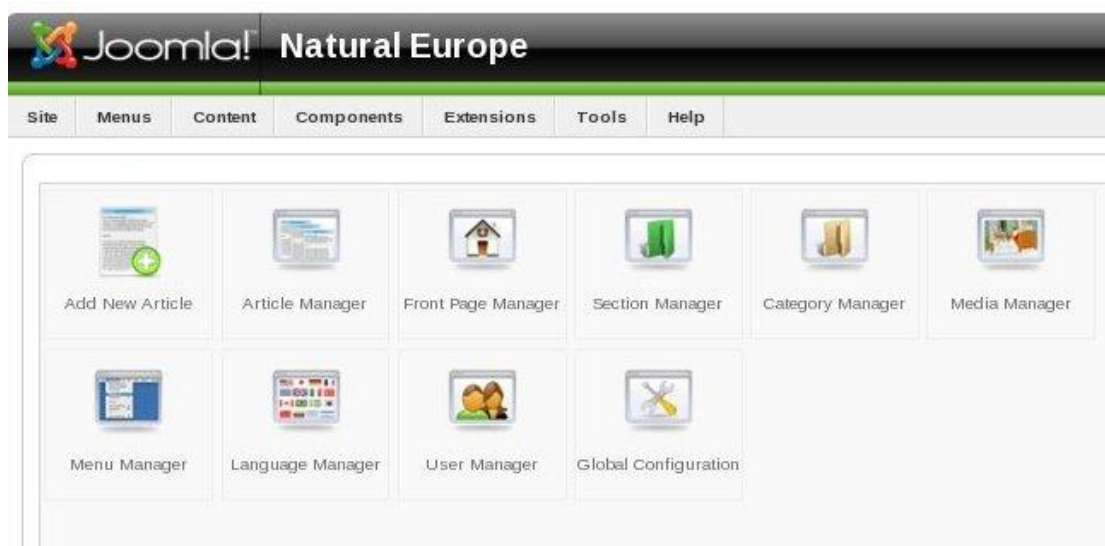 Joomla! Natural Europe
Site Menus Content Components Extensions Tools Help
Add New Article Article Manager Front Page Manager Section Manager Category Manager Media Manager
Menu Manager Language Manager User Manager Global Configuration